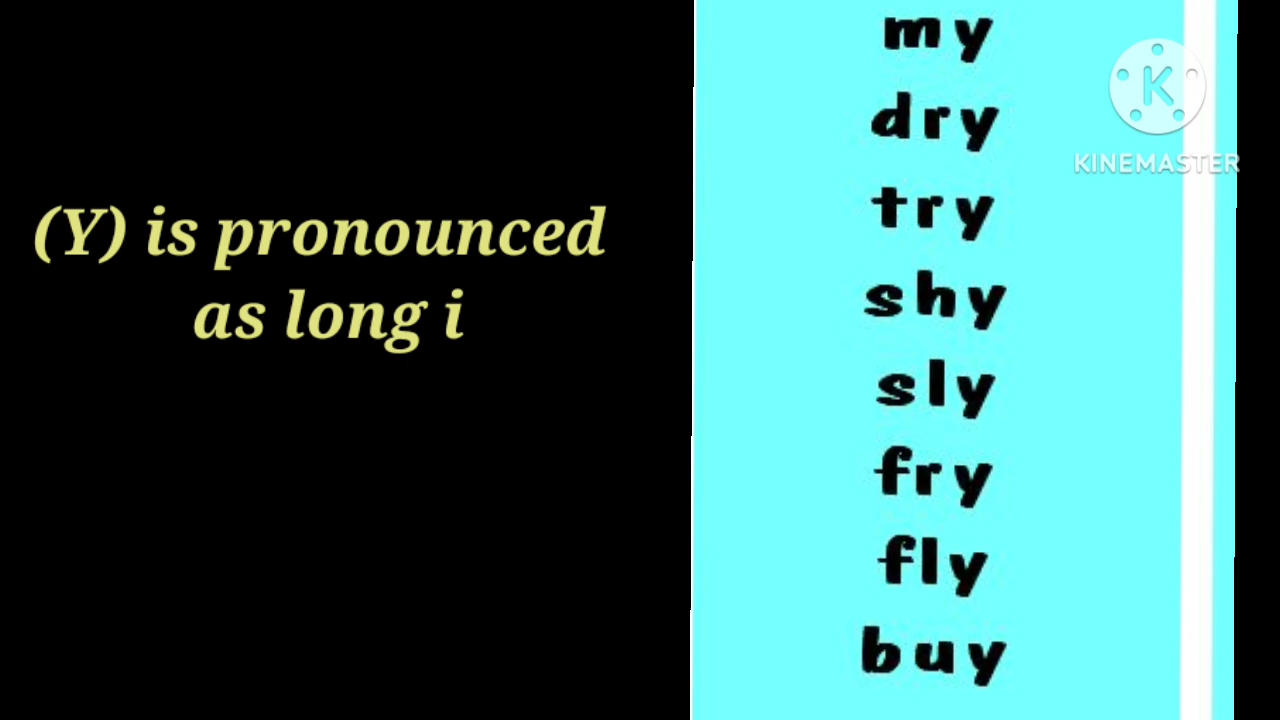 (Y) is pronounced
as long i
my
dry
try
shy
sly
fry
fly
buy
K
KINEMASTER